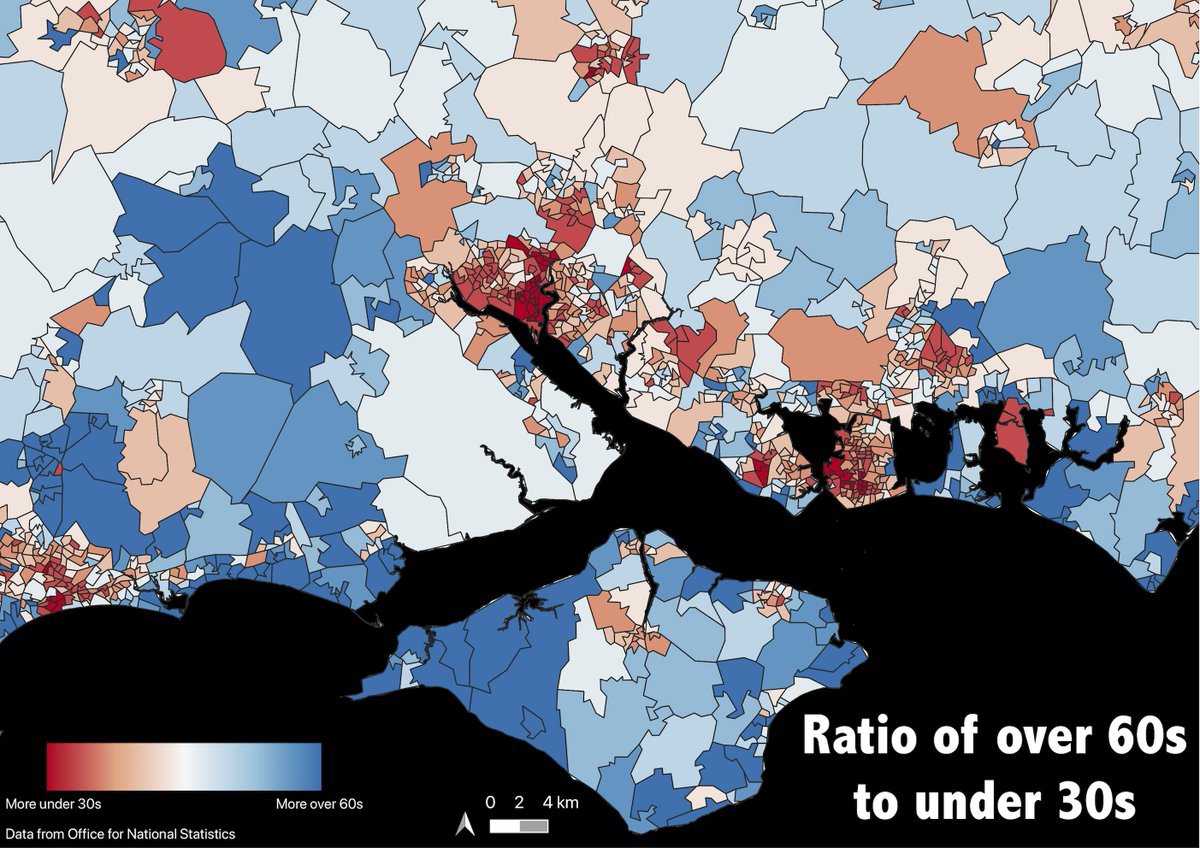 Ratio of over 60s
to under 30s
More under 30s More over 60s
0 2 4 km
Data from Office for National Statistics